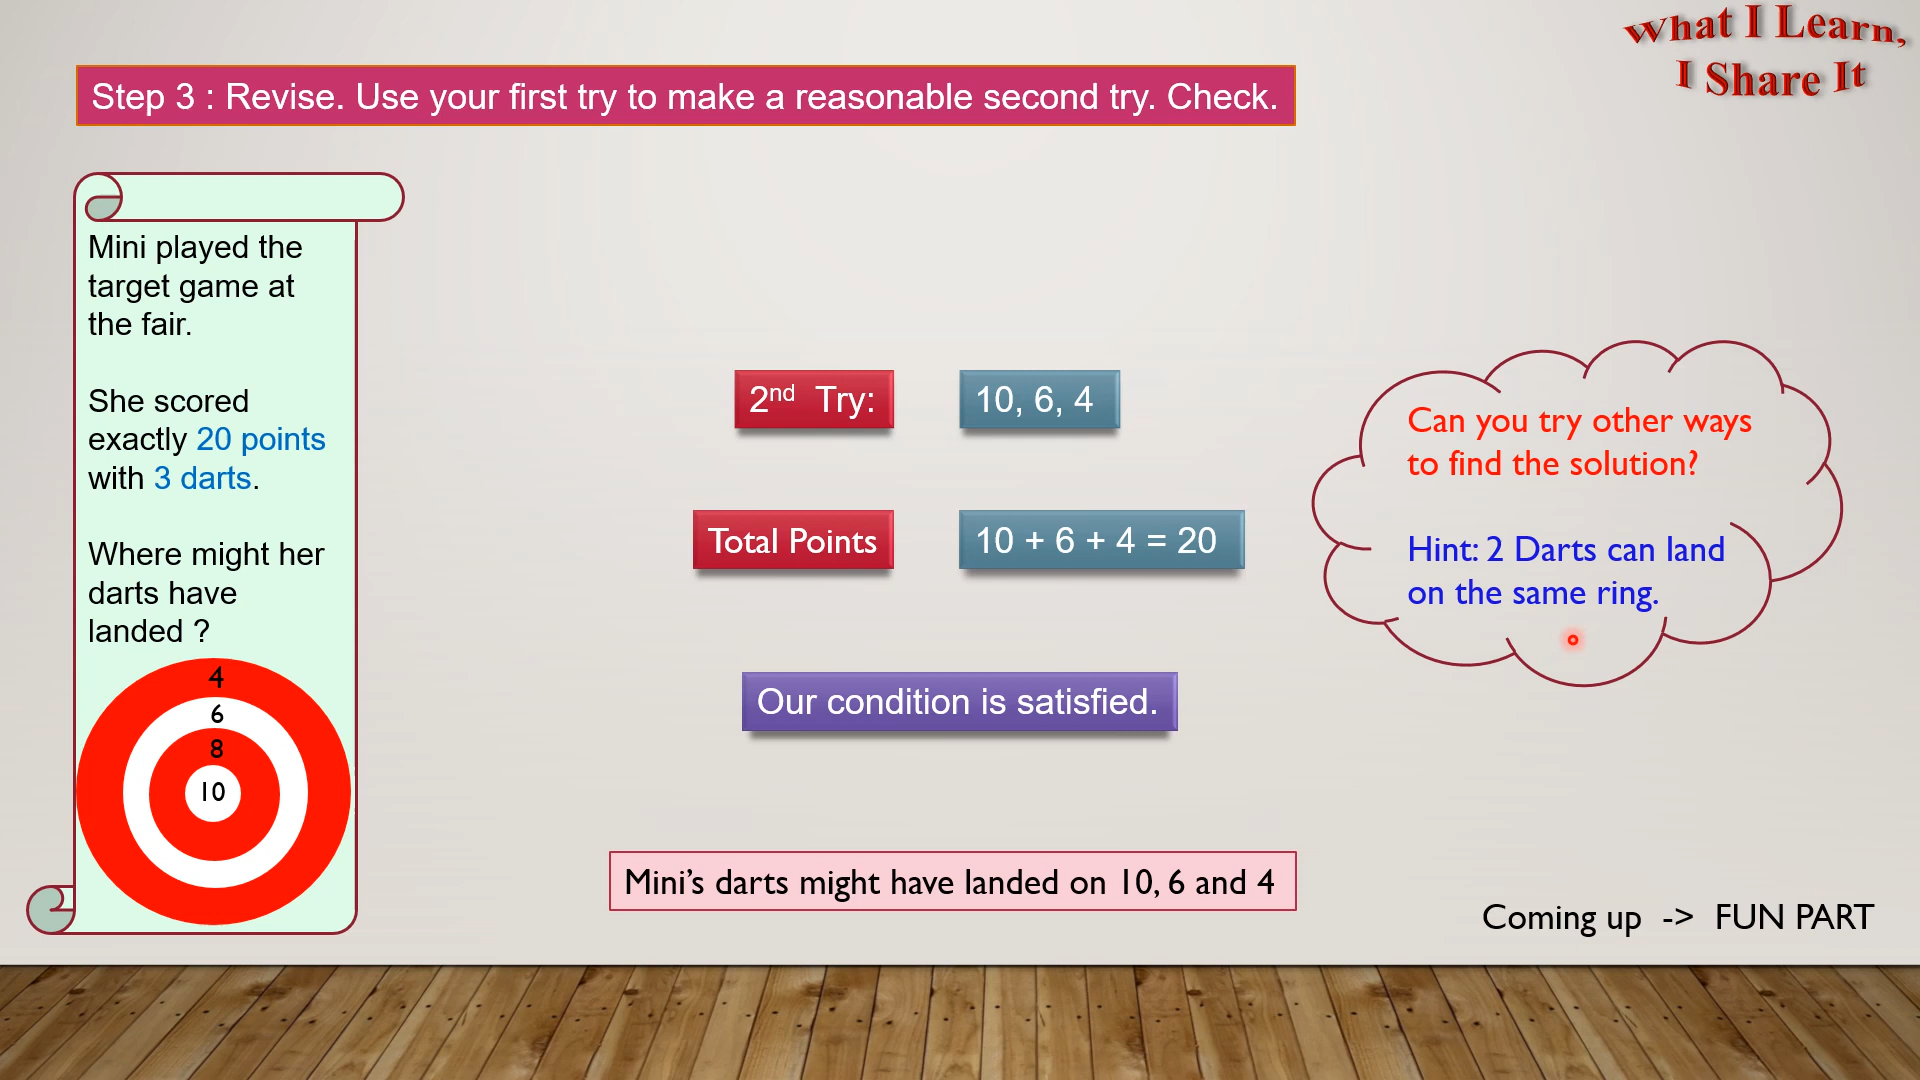 What I Learn,
I Share It
Step 3 : Revise. Use your first try to make a reasonable second try. Check.
Mini played the
target game at
the fair.
She scored
exactly 20 points
with 3 darts.
Where might her
darts have
landed ?
4
6
8
10
2nd Try:
10, 6, 4
Total Points
10 + 6 + 4 = 20
Our condition is satisfied.
Mini’s darts might have landed on 10, 6 and 4
Can you try other ways
to find the solution?
Hint: 2 Darts can land
on the same ring.
Coming up -> FUN PART